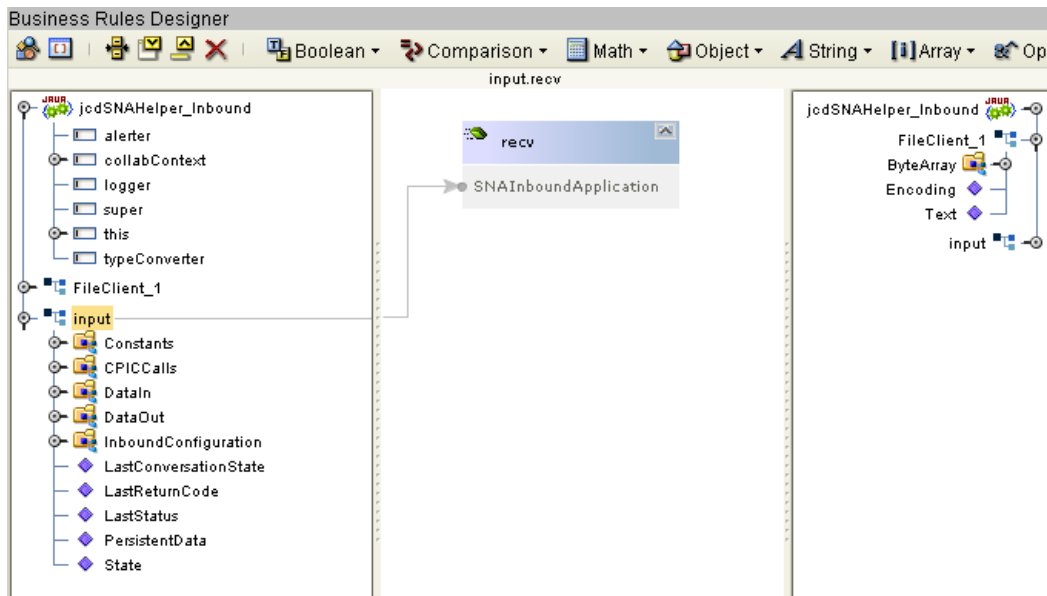 Business Rules Designer
Boolean Comparison Math Object String Array Op
input.recv
jcdSNAHelper_Inbound
alerter
collabContext
logger
super
this
typeConverter
FileClient_1
input
Constants
CPICCalls
DataIn
DataOut
InboundConfiguration
LastConversationState
LastReturnCode
LastStatus
PersistentData
State
recv
SNAInboundApplication
jcdSNAHelper_Inbound
FileClient_1
ByteArray
Encoding
Text
input